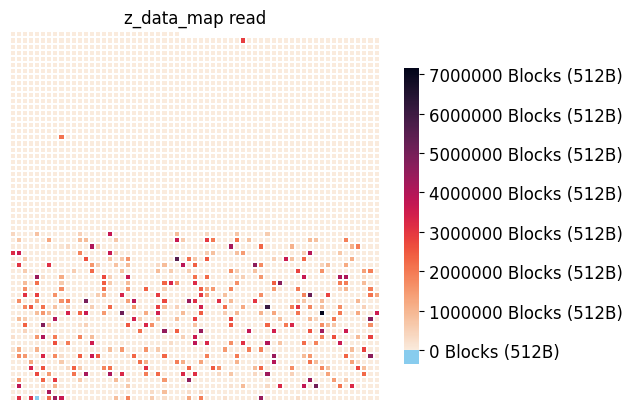 z_data_map read
7000000 Blocks (512B)
6000000 Blocks (512B)
5000000 Blocks (512B)
4000000 Blocks (512B)
3000000 Blocks (512B)
2000000 Blocks (512B)
1000000 Blocks (512B)
0 Blocks (512B)